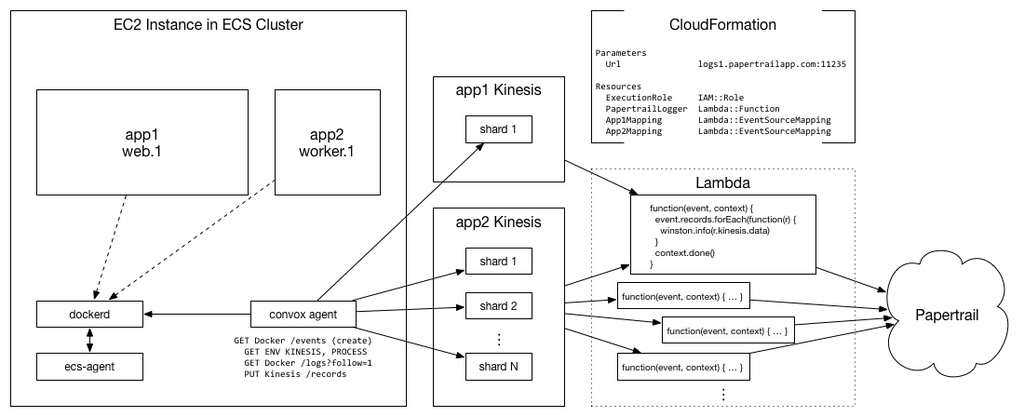 EC2 Instance in ECS Cluster
app1
web.1
app2
worker.1
dockerd
ecs-agent
convox agent
GET Docker /events (create)
GET ENV KINESIS, PROCESS
GET Docker /logs?follow=1
PUT Kinesis /records
app1 Kinesis
shard 1
app2 Kinesis
shard 1
shard 2
⋮
shard N
CloudFormation
Parameters
Url logs1.papertrailapp.com:11235
Resources
ExecutionRole IAM::Role
PapertrailLogger Lambda::Function
App1Mapping Lambda::EventSourceMapping
App2Mapping Lambda::EventSourceMapping
Lambda
function(event, context) {
event.records.forEach(function(r) {
winston.info(r.kinesis.data)
}
context.done()
}
function(event, context) { … }
function(event, context) { … }
function(event, context) { … }
⋮
Papertrail